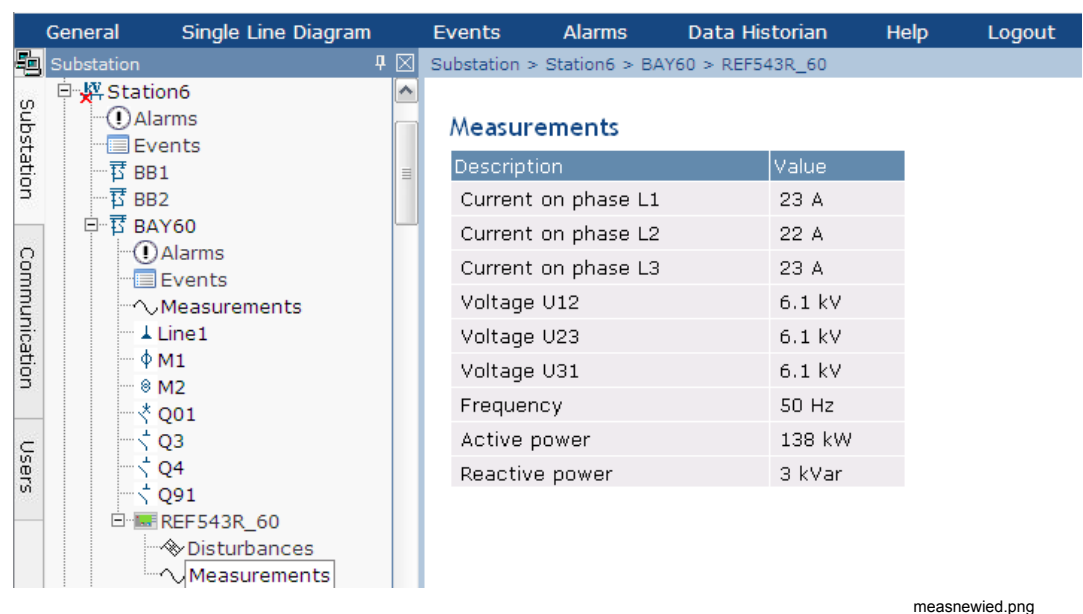 General Single Line Diagram Events Alarms Data Historian Help Logout
Substation
Substation > Station6 > BAY60 > REF543R_60
Substation
Communication
Users
Station6
Alarms
Events
BB1
BB2
BAY60
Alarms
Events
Measurements
Line1
M1
M2
Q01
Q3
Q4
Q91
REF543R_60
Disturbances
Measurements
Measurements
Description Value
Current on phase L1 23 A
Current on phase L2 22 A
Current on phase L3 23 A
Voltage U12 6.1 kV
Voltage U23 6.1 kV
Voltage U31 6.1 kV
Frequency 50 Hz
Active power 138 kW
Reactive power 3 kVar
measnewied.png